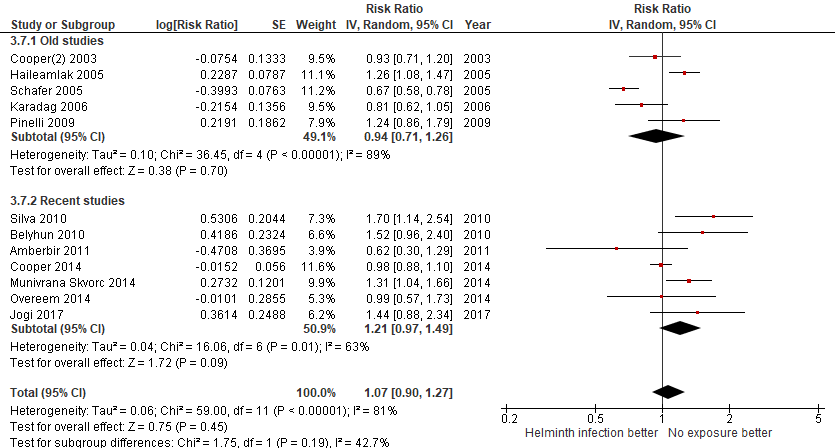 Risk Ratio Risk Ratio
Study or Subgroup log[Risk Ratio] SE Weight IV, Random, 95% CI Year IV, Random, 95% CI
3.7.1 Old studies
Cooper(2) 2003 -0.0754 0.1333 9.5% 0.93 [0.71, 1.20] 2003
Haileamlak 2005 0.2287 0.0787 11.1% 1.26 [1.08, 1.47] 2005
Schafer 2005 -0.3993 0.0763 11.2% 0.67 [0.58, 0.78] 2005
Karadag 2006 -0.2154 0.1356 9.5% 0.81 [0.62, 1.05] 2006
Pinelli 2009 0.2191 0.1862 7.9% 1.24 [0.86, 1.79] 2009
Subtotal (95% CI) 49.1% 0.94 [0.71, 1.26]
Heterogeneity: Tau² = 0.10; Chi² = 36.45, df = 4 (P < 0.00001); I² = 89%
Test for overall effect: Z = 0.38 (P = 0.70)
3.7.2 Recent studies
Silva 2010 0.5306 0.2044 7.3% 1.70 [1.14, 2.54] 2010
Belyhun 2010 0.4186 0.2324 6.6% 1.52 [0.96, 2.40] 2010
Amberbir 2011 -0.4708 0.3695 3.9% 0.62 [0.30, 1.29] 2011
Cooper 2014 -0.0152 0.056 11.6% 0.98 [0.88, 1.10] 2014
Munivrana Skvorc 2014 0.2732 0.1201 9.9% 1.31 [1.04, 1.66] 2014
Overeem 2014 -0.0101 0.2855 5.3% 0.99 [0.57, 1.73] 2014
Jogi 2017 0.3614 0.2488 6.2% 1.44 [0.88, 2.34] 2017
Subtotal (95% CI) 50.9% 1.21 [0.97, 1.49]
Heterogeneity: Tau² = 0.04; Chi² = 16.06, df = 6 (P = 0.01); I² = 63%
Test for overall effect: Z = 1.72 (P = 0.09)
Total (95% CI) 100.0% 1.07 [0.90, 1.27]
Heterogeneity: Tau² = 0.06; Chi² = 59.00, df = 11 (P < 0.00001); I² = 81%
Test for overall effect: Z = 0.75 (P = 0.45)
Test for subgroup differences: Chi² = 1.75, df = 1 (P = 0.19), I² = 42.7%
0.2 0.5 1 2 5
Helminth infection better No exposure better